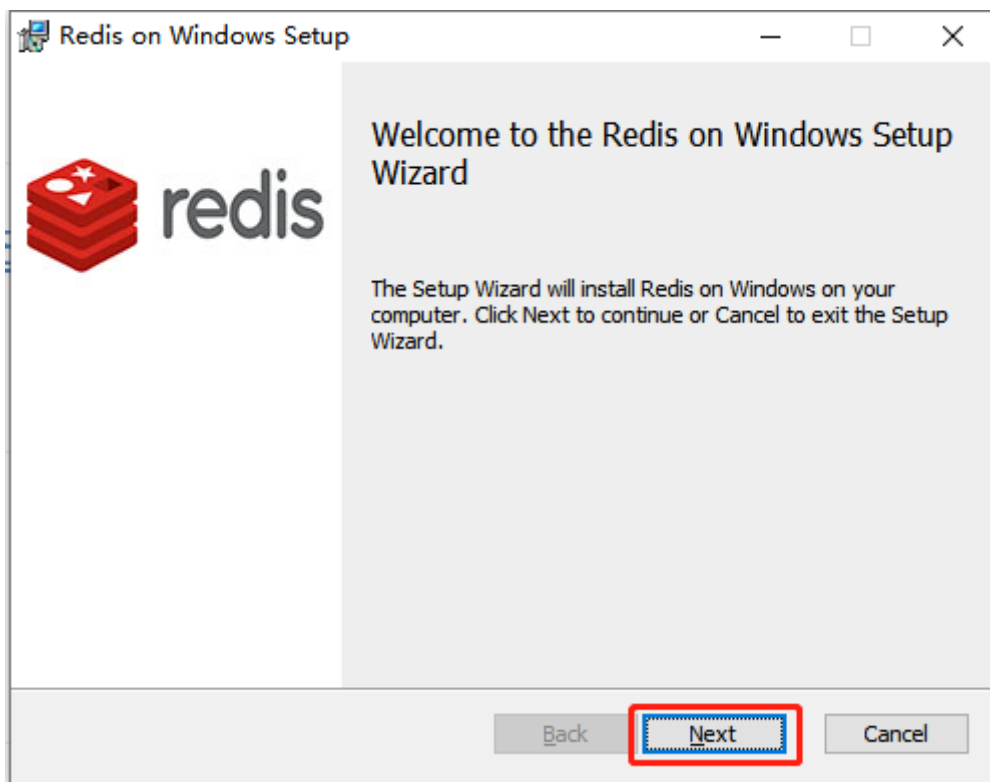 Redis on Windows Setup
Welcome to the Redis on Windows Setup
Wizard
redis
The Setup Wizard will install Redis on Windows on your
computer. Click Next to continue or Cancel to exit the Setup
Wizard.
Back
Next
Cancel